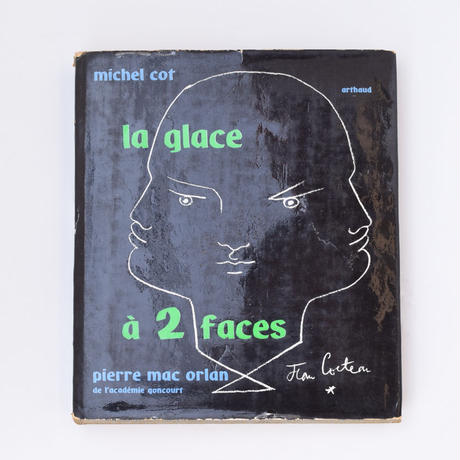 michel cot
arthaud
la glace
à 2 faces
pierre mac orlan
de l'académie goncourt
Jean Cocteau